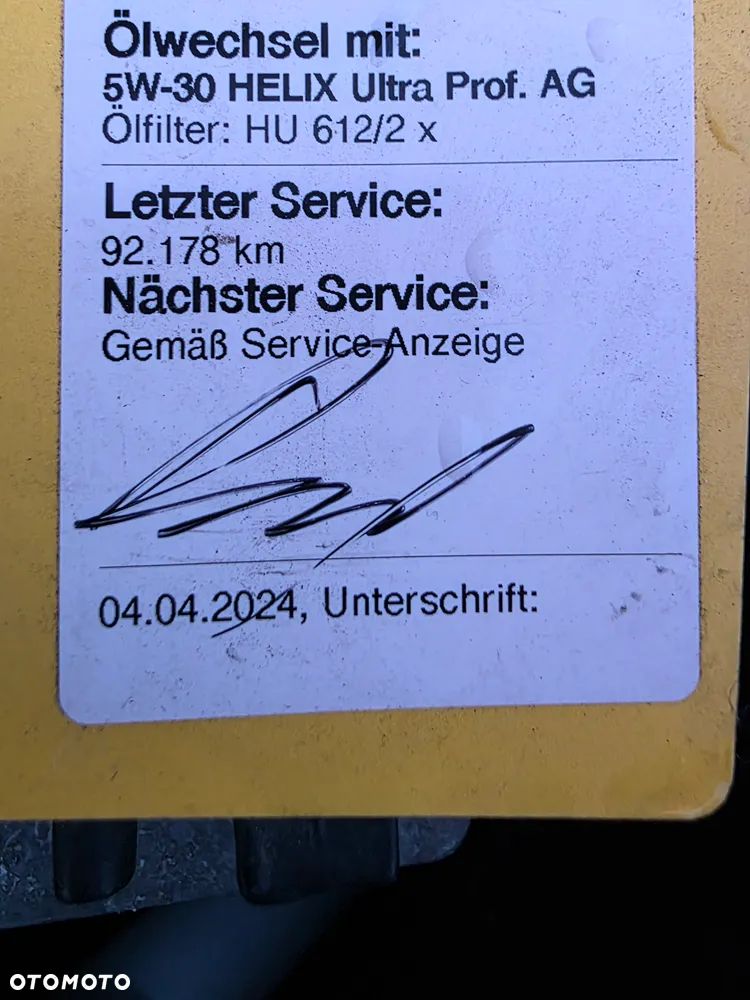 Ölwechsel mit:
5W-30 HELIX Ultra Prof. AG
Ölfilter: HU 612/2 x
Letzter Service:
92.178 km
Nächster Service:
Gemäß Service-Anzeige
04.04.2024, Unterschrift:
OTOMOTO